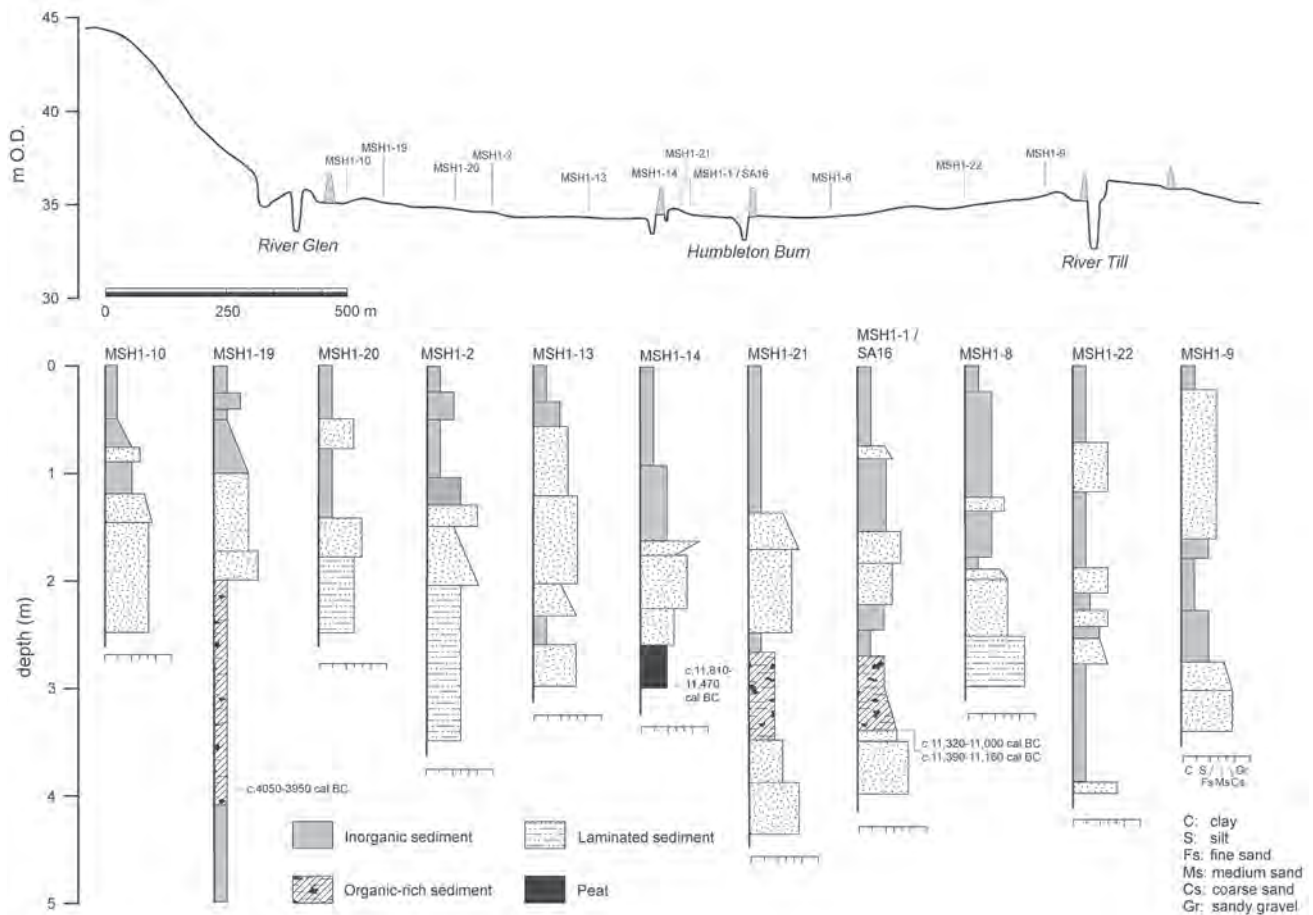 45
40
35
30
m O.D.
MSH1-10
MSH1-19
MSH1-20
MSH1-2
MSH1-13
MSH1-14
MSH1-21
MSH1-1 / SA16
MSH1-22
MSH1-9
River Glen
Humbleton Burn
River Till
0 250 500 m
MSH1-10
MSH1-19
MSH1-20
MSH1-2
MSH1-13
MSH1-14
MSH1-21
MSH1-1 /
SA16
MSH1-8
MSH1-22
MSH1-9
0
1
2
3
4
5
depth (m)
c.4050-3950 cal BC
c.11,810-
11,470
cal BC
c.11,320-11,000 cal BC
c.11,390-11,160 cal BC
C S Gr
Fs Ms Cs
Inorganic sediment
Laminated sediment
Organic-rich sediment
Peat
C: clay
S: silt
Fs: fine sand
Ms: medium sand
Cs: coarse sand
Gr: sandy gravel